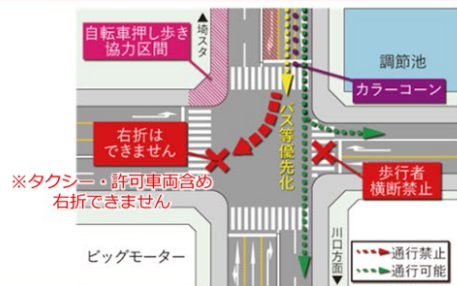 自転車押し歩き
協力区間
▲埼スタ
調節池
カラーコーン
バス等優先化
右折は
できません
※タクシー・許可車両含め
右折できません
歩行者
横断禁止
ビッグモーター
川口方面▼
通行禁止
通行可能